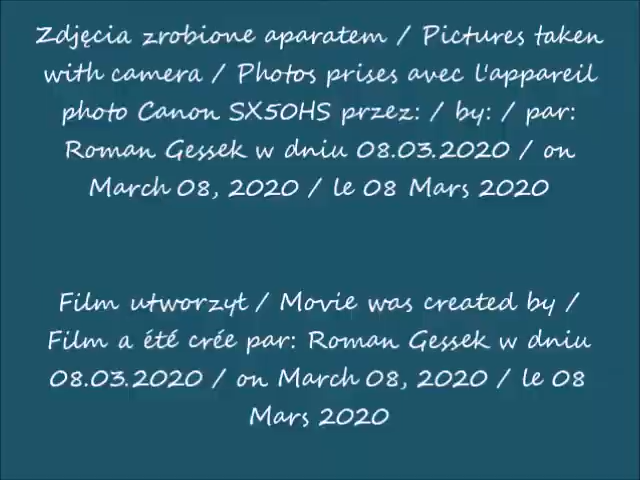 Zdjęcia zrobione aparatem / Pictures taken
with camera / Photos prises avec l'appareil
photo Canon SX50HS przez: / by: / par:
Roman Gessek w dniu 08.03.2020 / on
March 08, 2020 / le 08 Mars 2020
Film utworzył / Movie was created by /
Film a été crée par: Roman Gessek w dniu
08.03.2020 / on March 08, 2020 / le 08
Mars 2020